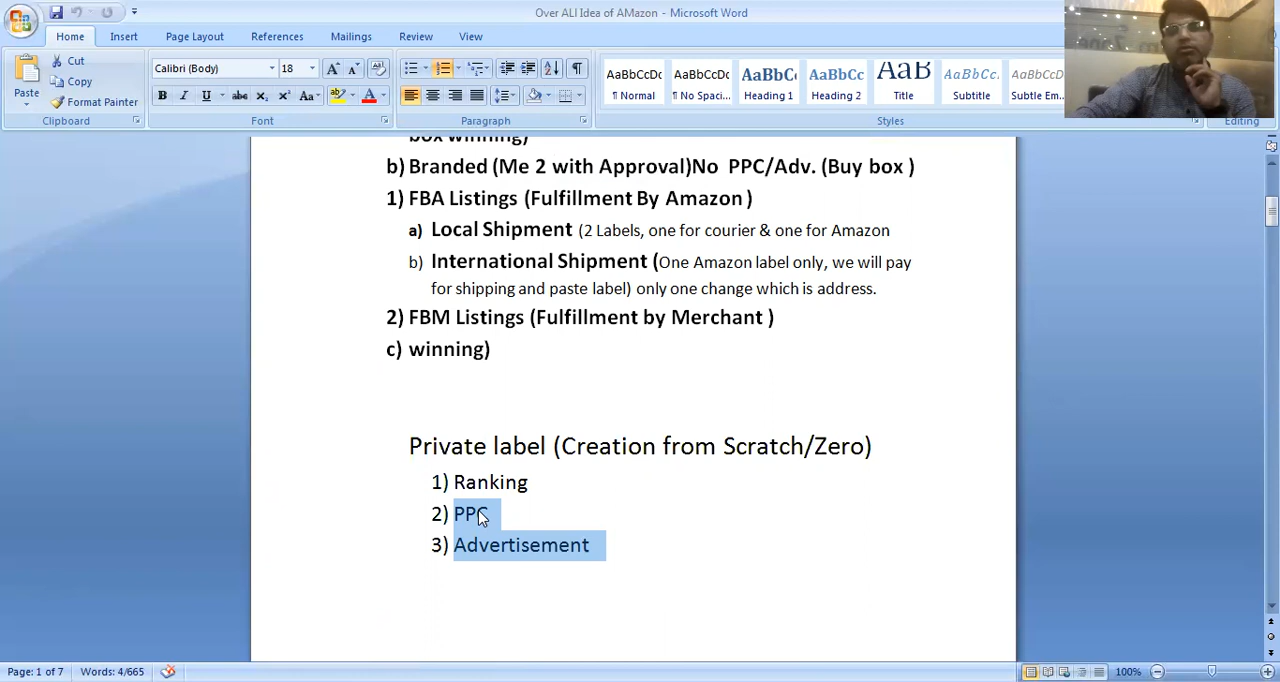 Over ALI Idea of AMazon - Microsoft Word
Home Insert Page Layout References Mailings Review View
Paste
Cut
Copy
Format Painter
Clipboard
Calibri (Body) 18
Font
Paragraph
AaBbCcDc AaBbCcDc AaBbC AaBbCc AaB AaBbCc. AaBbCcDc
¶ Normal ¶ No Spaci... Heading 1 Heading 2 Title Subtitle Subtle Em...
Styles
Editing
box winning)
b) Branded (Me 2 with Approval)No PPC/Adv. (Buy box )
1) FBA Listings (Fulfillment By Amazon )
a) Local Shipment (2 Labels, one for courier & one for Amazon
b) International Shipment (One Amazon label only, we will pay
for shipping and paste label) only one change which is address.
2) FBM Listings (Fulfillment by Merchant )
c) winning)
Private label (Creation from Scratch/Zero)
1) Ranking
2) PPC
3) Advertisement
Page: 1 of 7 Words: 4/665 100%